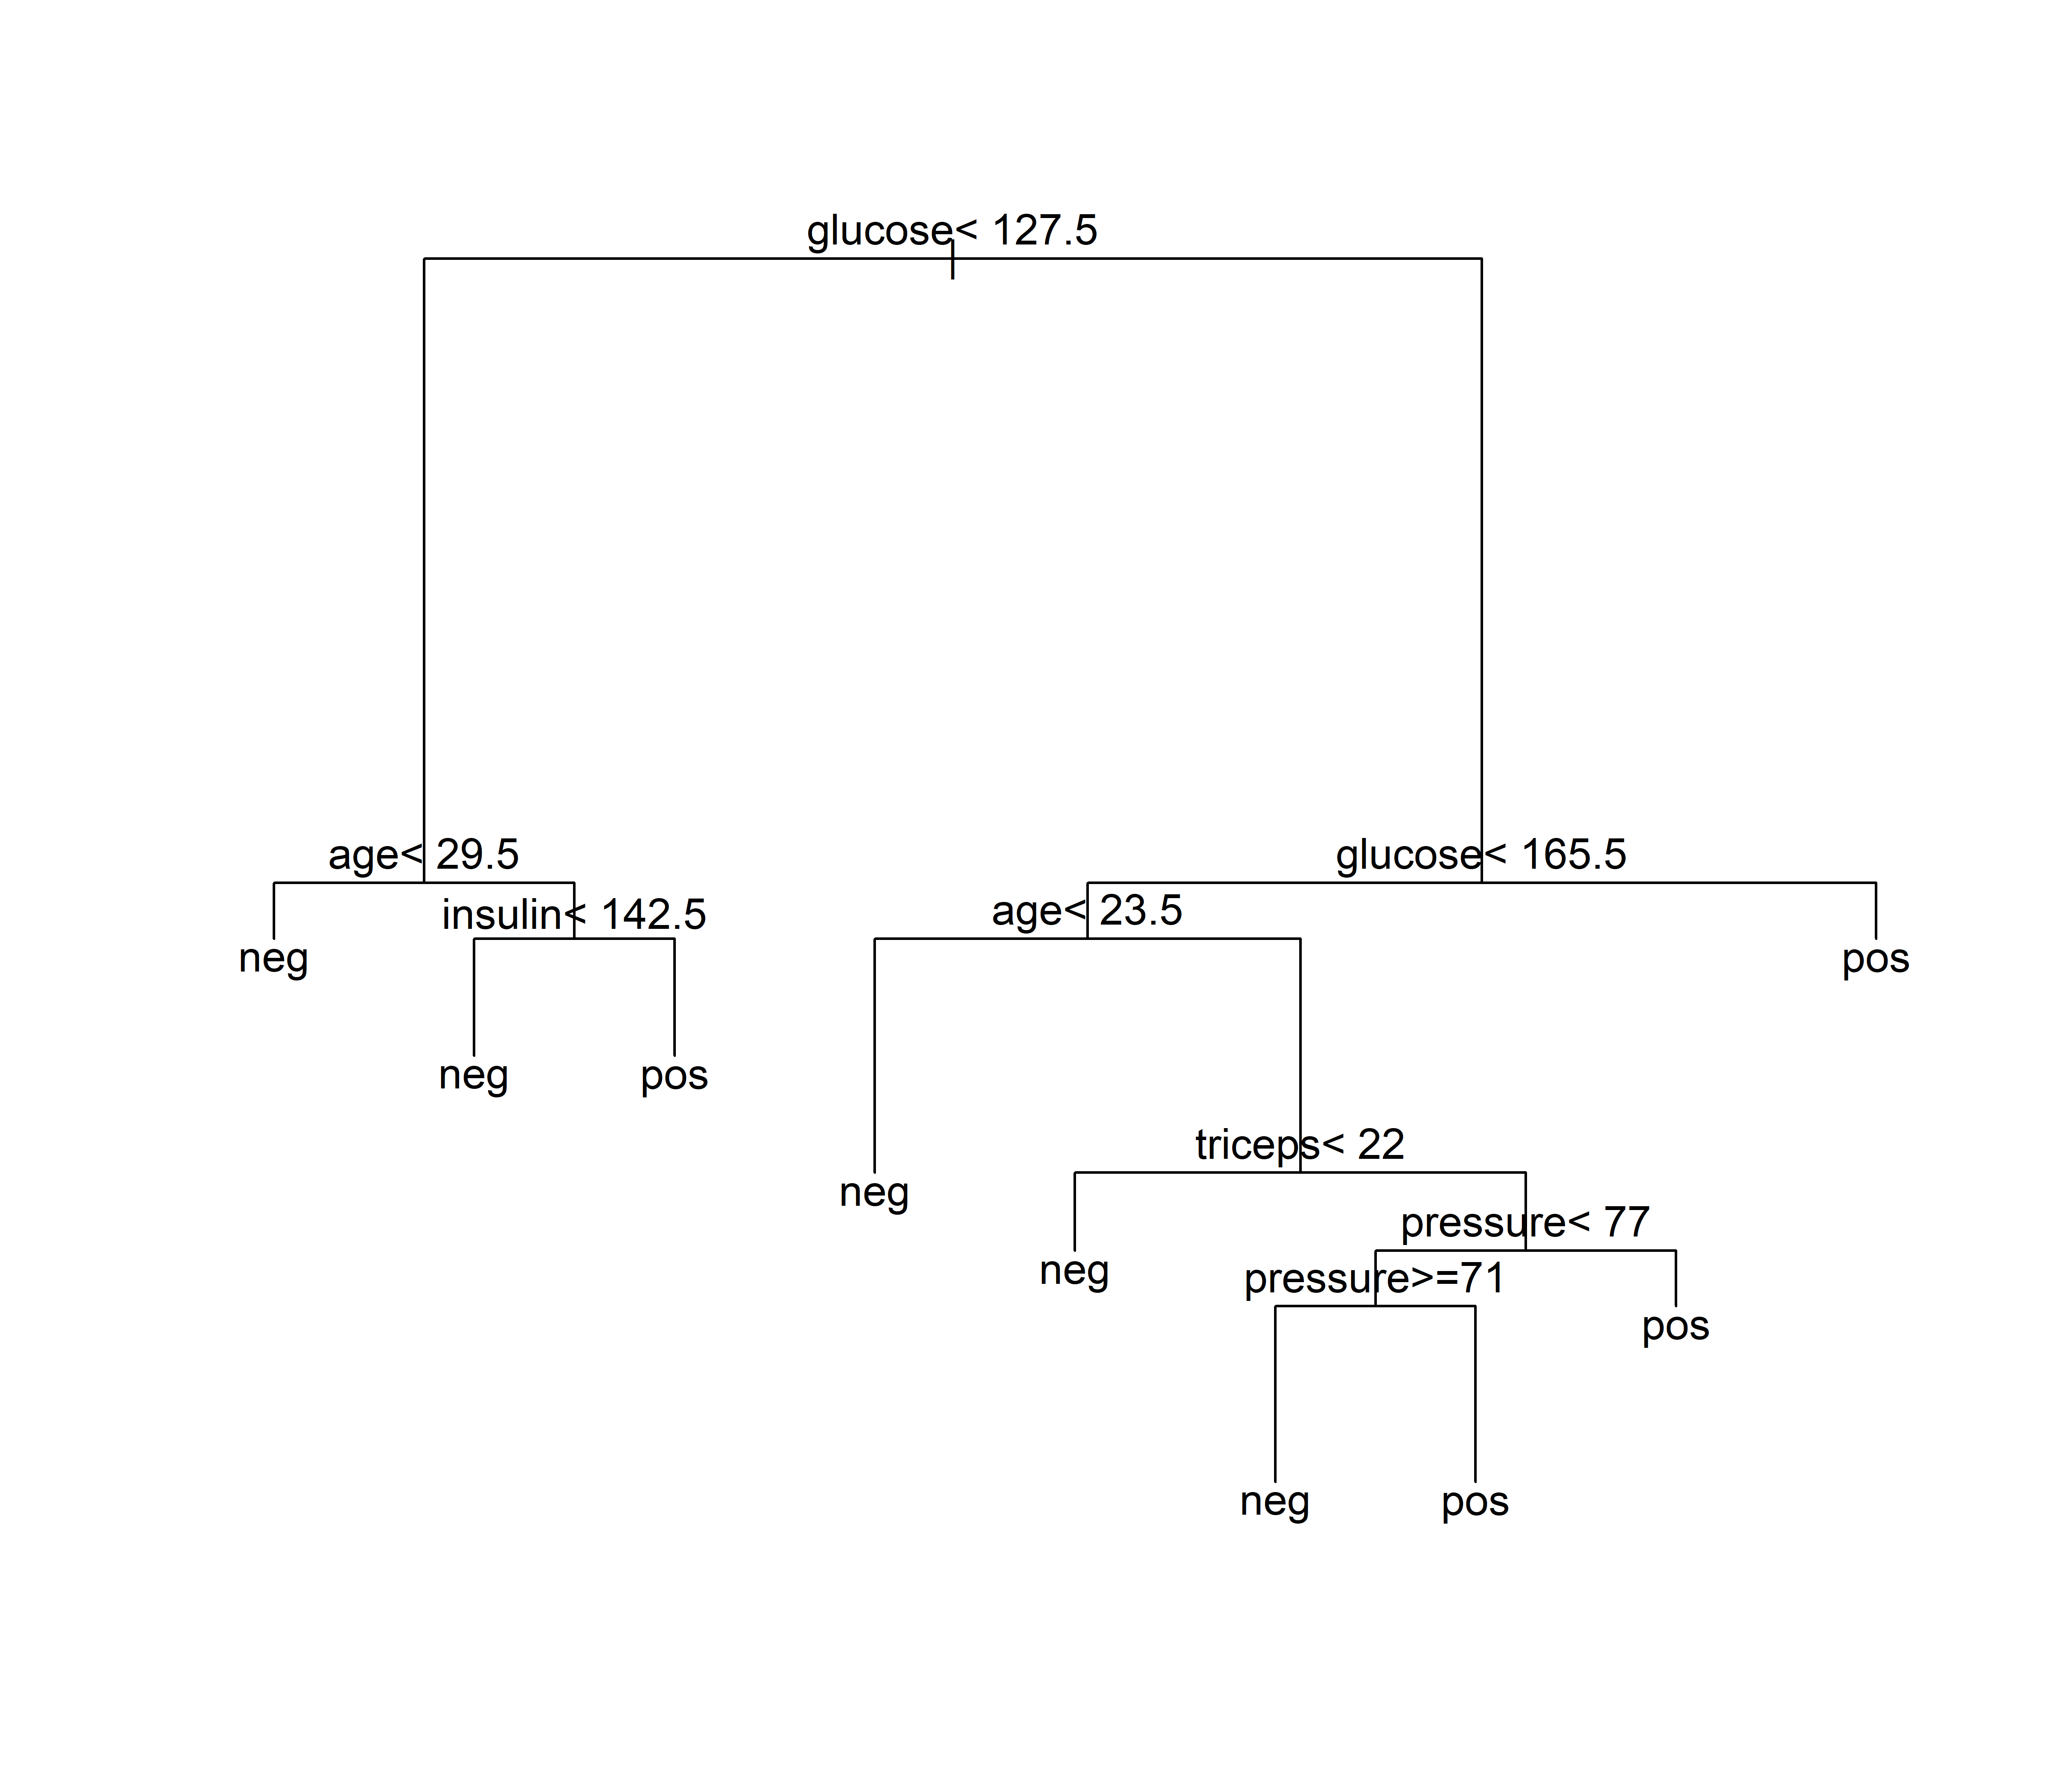 glucose< 127.5
age< 29.5
glucose< 165.5
insulin< 142.5
age< 23.5
neg
pos
neg
pos
triceps< 22
neg
pressure< 77
neg
pressure>=71
pos
neg
pos